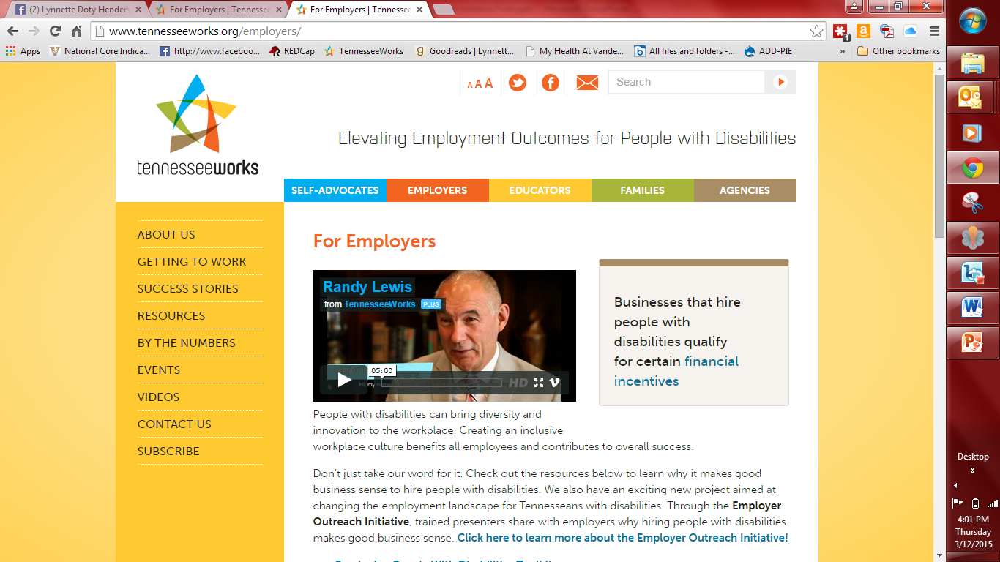 (2) Lynnette Doty Henders
For Employers | Tennessee
For Employers | Tennessee
www.tennesseeworks.org/employers/
1
Apps
National Core Indica...
http://www.faceboo...
REDCap
TennesseeWorks
Goodreads | Lynnett...
My Health At Vande...
All files and folders -...
ADD-PIE
»
Other bookmarks
A A A
Search
tennesseeworks
Elevating Employment Outcomes for People with Disabilities
SELF-ADVOCATES EMPLOYERS EDUCATORS FAMILIES AGENCIES
ABOUT US
GETTING TO WORK
SUCCESS STORIES
RESOURCES
BY THE NUMBERS
EVENTS
VIDEOS
CONTACT US
SUBSCRIBE
For Employers
Randy Lewis
from TennesseeWorks PLUS
05:00
Hi, my name
HD
Businesses that hire
people with
disabilities qualify
for certain financial
incentives
People with disabilities can bring diversity and
innovation to the workplace. Creating an inclusive
workplace culture benefits all employees and contributes to overall success.
Don't just take our word for it. Check out the resources below to learn why it makes good
business sense to hire people with disabilities. We also have an exciting new project aimed at
changing the employment landscape for Tennesseans with disabilities. Through the Employer
Outreach Initiative, trained presenters share with employers why hiring people with disabilities
makes good business sense. Click here to learn more about the Employer Outreach Initiative!
Desktop
4:01 PM
Thursday
3/12/2015